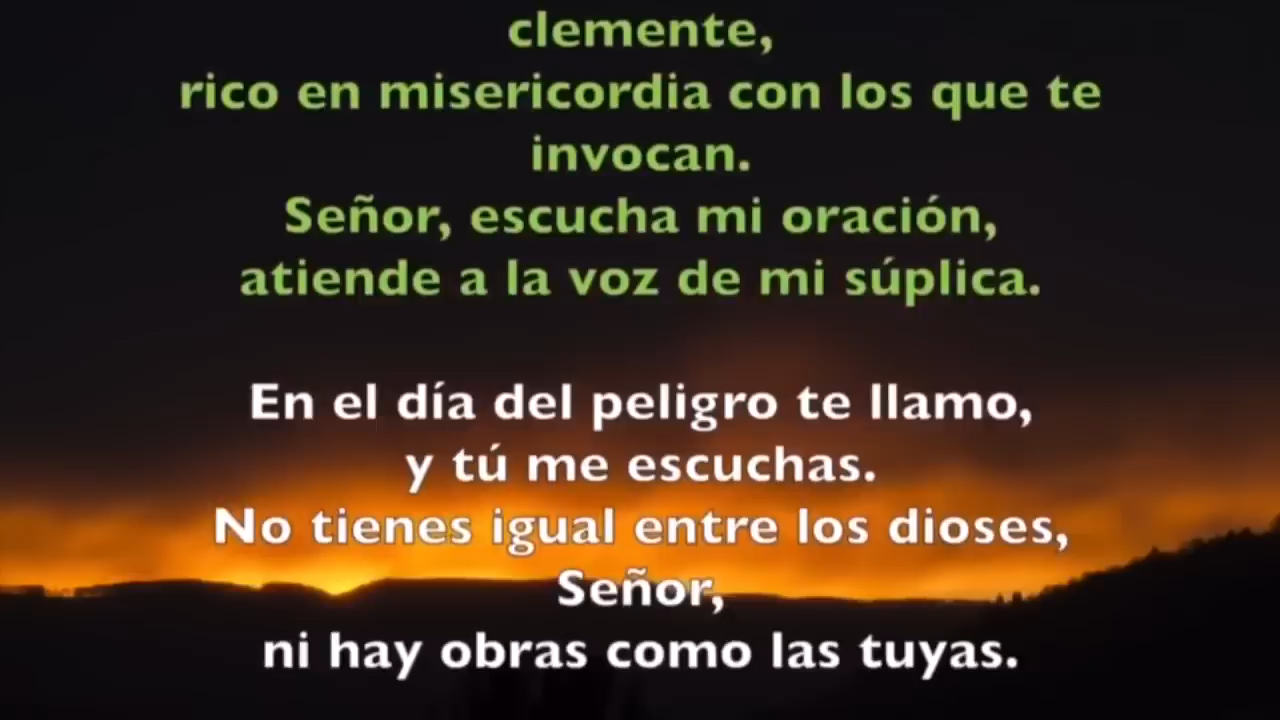 clemente,
rico en misericordia con los que te
invocan.
Señor, escucha mi oración,
atiende a la voz de mi súplica.
En el día del peligro te llamo,
y tú me escuchas.
No tienes igual entre los dioses,
Señor,
ni hay obras como las tuyas.